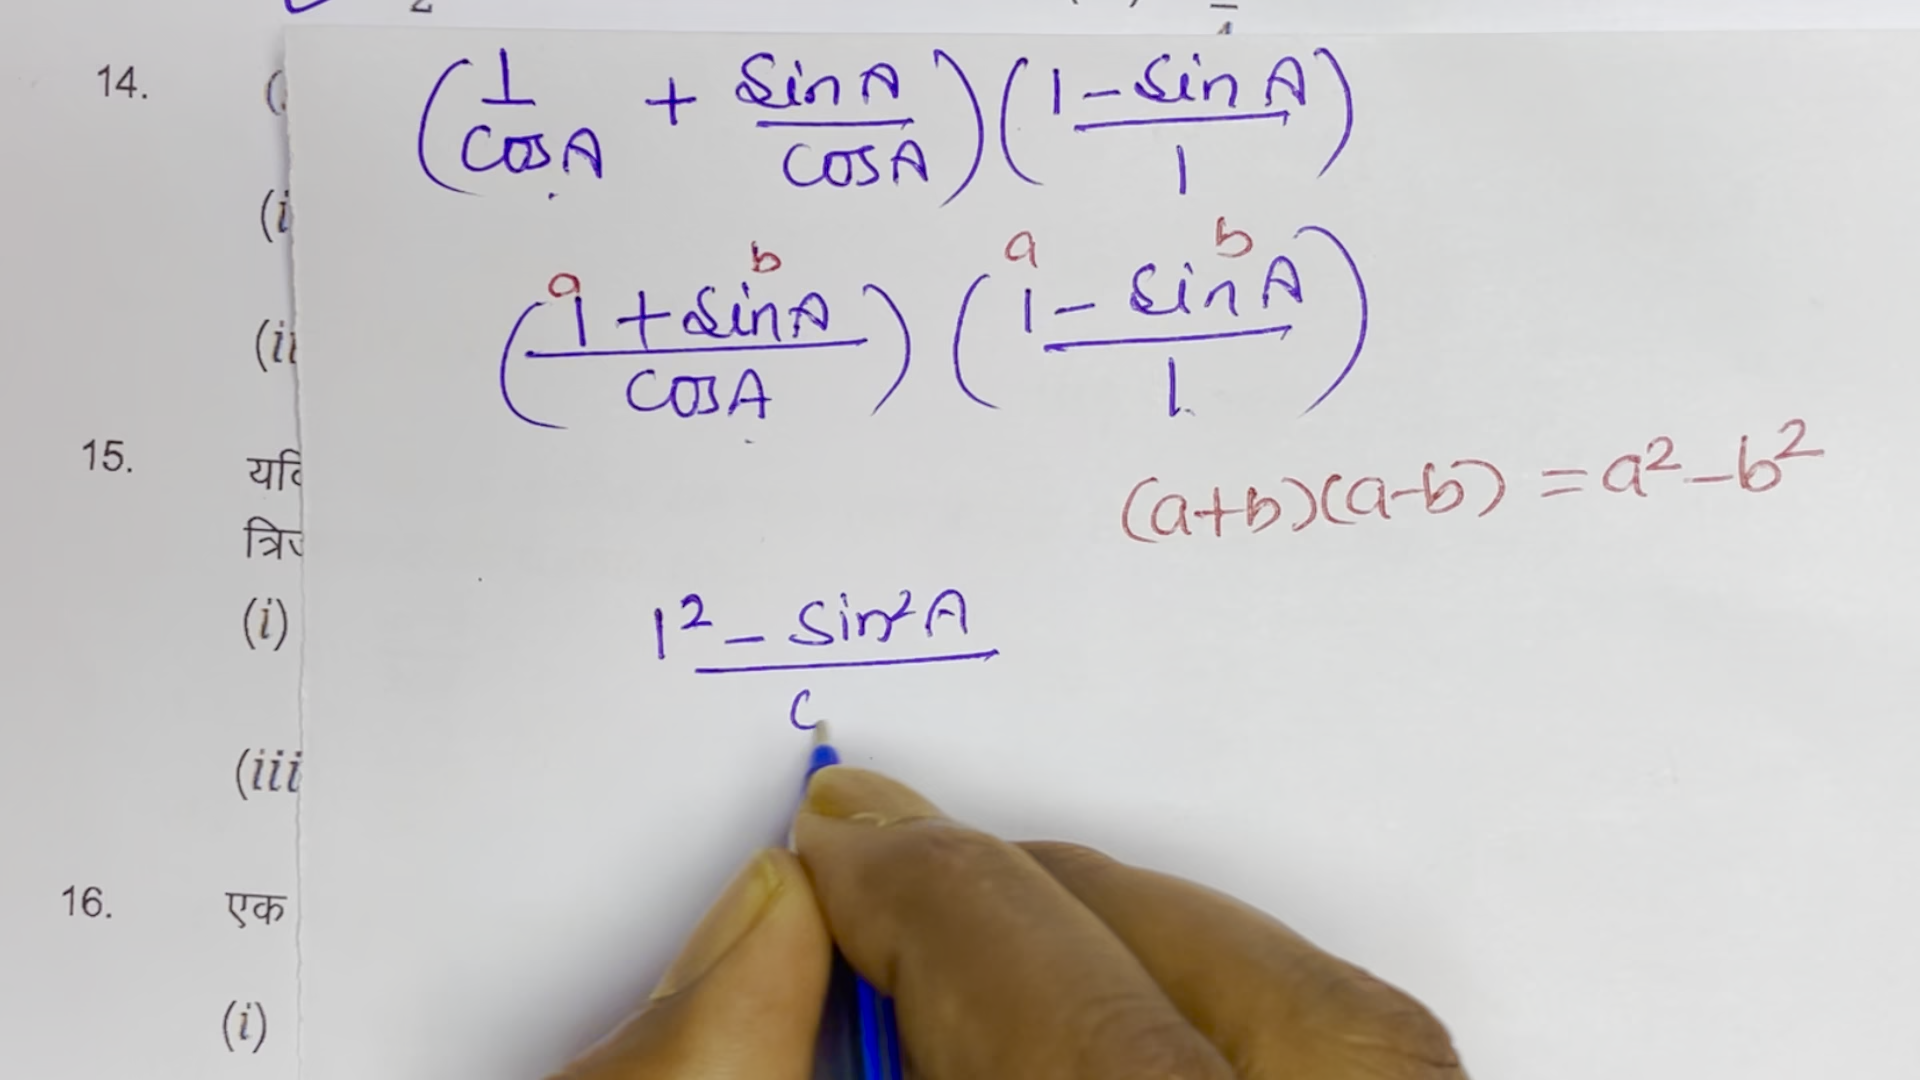 14.
(1/cosA + sinA/cosA)((1-sinA)/1)
(i
a b a b
((1+sinA)/cosA)((1-sinA)/1)
(ii
15.
(a+b)(a-b) = a²-b²
(i) 1²-sin²A
c
(iii
16. एक
(i)